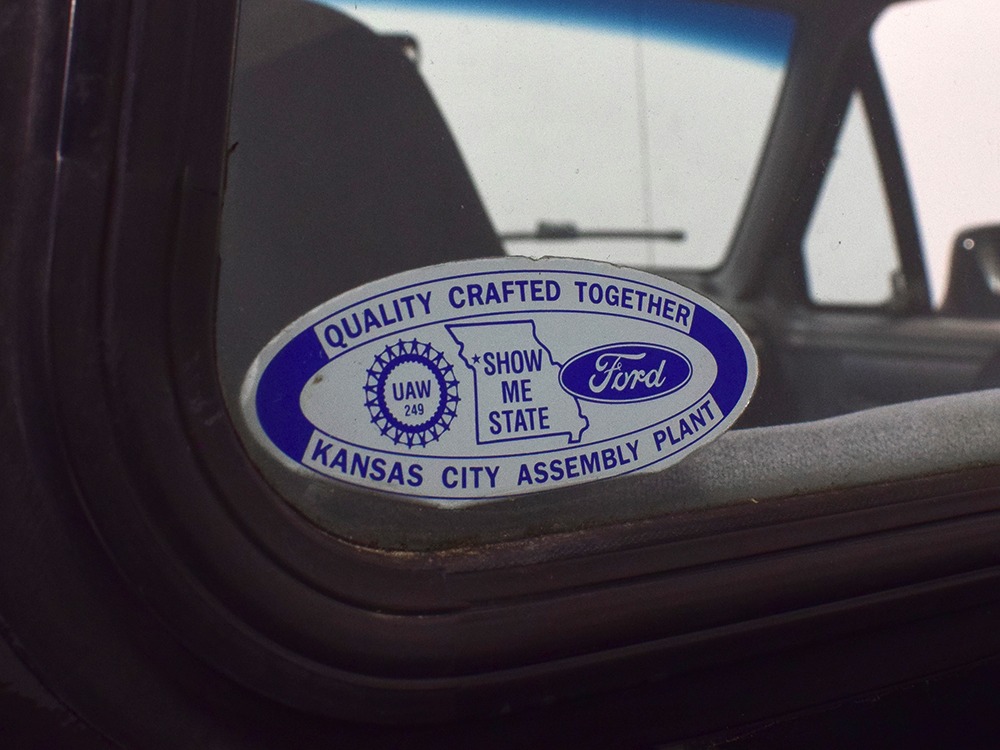 QUALITY CRAFTED TOGETHER
UAW
249
SHOW
ME
STATE
Ford
KANSAS CITY ASSEMBLY PLANT